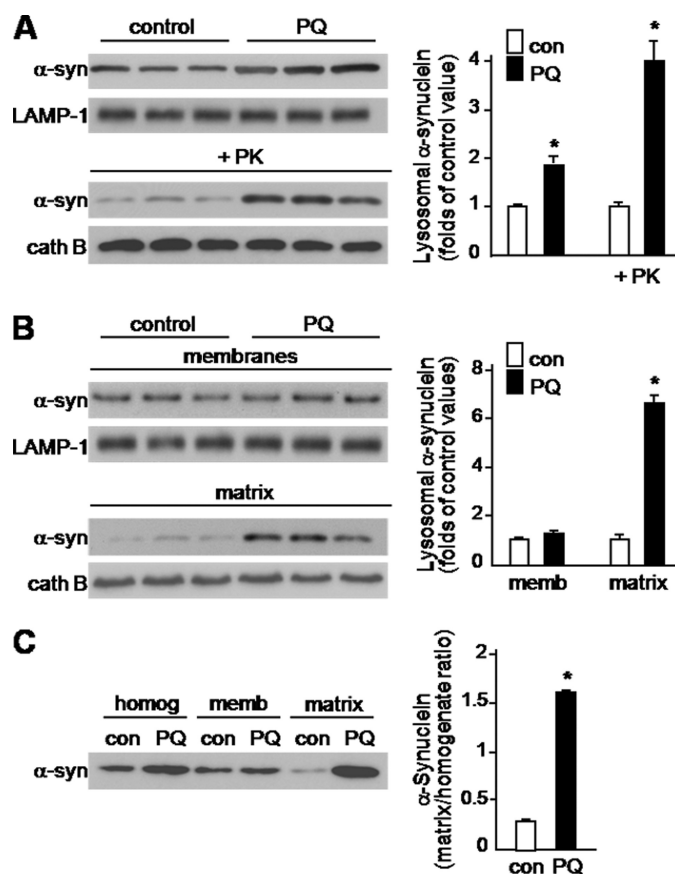 A
control PQ
α-syn
LAMP-1
+ PK
α-syn
cath B
Lysosomal α-synuclein
(folds of control value)
con
PQ
4
3
2
1
0
*
*
+ PK
B
control PQ
membranes
α-syn
LAMP-1
matrix
α-syn
cath B
Lysosomal α-synuclein
(folds of control values)
con
PQ
8
6
4
2
0
*
memb matrix
C
homog memb matrix
con PQ con PQ con PQ
α-syn
α-Synuclein
(matrix/homogenate ratio)
2
1.5
1
0.5
0
*
con PQ